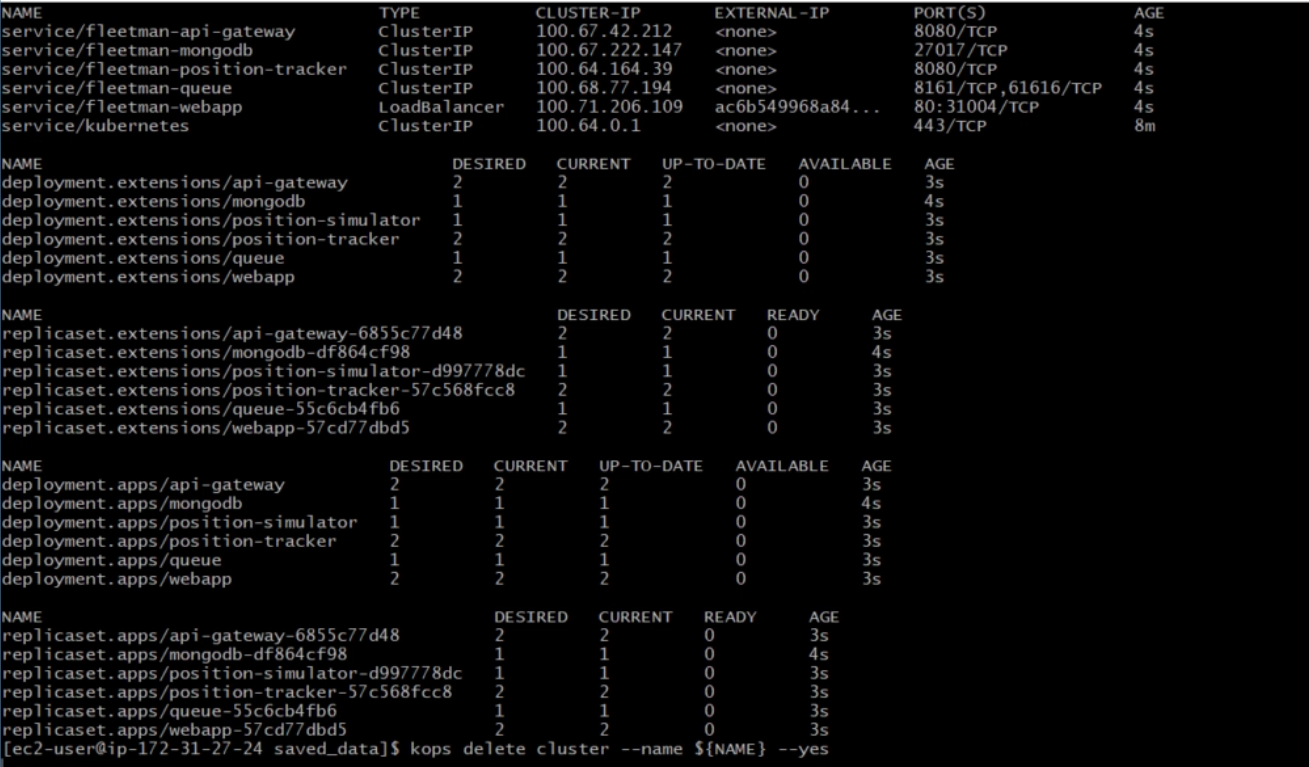 NAME TYPE CLUSTER-IP EXTERNAL-IP PORT(S) AGE
service/fleetman-api-gateway ClusterIP 100.67.42.212 <none> 8080/TCP 4s
service/fleetman-mongodb ClusterIP 100.67.222.147 <none> 27017/TCP 4s
service/fleetman-position-tracker ClusterIP 100.64.164.39 <none> 8080/TCP 4s
service/fleetman-queue ClusterIP 100.68.77.194 <none> 8161/TCP,61616/TCP 4s
service/fleetman-webapp LoadBalancer 100.71.206.109 ac6b549968a84... 80:31004/TCP 4s
service/kubernetes ClusterIP 100.64.0.1 <none> 443/TCP 8m
NAME DESIRED CURRENT UP-TO-DATE AVAILABLE AGE
deployment.extensions/api-gateway 2 2 2 0 3s
deployment.extensions/mongodb 1 1 1 0 4s
deployment.extensions/position-simulator 1 1 1 0 3s
deployment.extensions/position-tracker 2 2 2 0 3s
deployment.extensions/queue 1 1 1 0 3s
deployment.extensions/webapp 2 2 2 0 3s
NAME DESIRED CURRENT READY AGE
replicaset.extensions/api-gateway-6855c77d48 2 2 0 3s
replicaset.extensions/mongodb-df864cf98 1 1 0 4s
replicaset.extensions/position-simulator-d997778dc 1 1 0 3s
replicaset.extensions/position-tracker-57c568fcc8 2 2 0 3s
replicaset.extensions/queue-55c6cb4fb6 1 1 0 3s
replicaset.extensions/webapp-57cd77dbd5 2 2 0 3s
NAME DESIRED CURRENT UP-TO-DATE AVAILABLE AGE
deployment.apps/api-gateway 2 2 2 0 3s
deployment.apps/mongodb 1 1 1 0 4s
deployment.apps/position-simulator 1 1 1 0 3s
deployment.apps/position-tracker 2 2 2 0 3s
deployment.apps/queue 1 1 1 0 3s
deployment.apps/webapp 2 2 2 0 3s
NAME DESIRED CURRENT READY AGE
replicaset.apps/api-gateway-6855c77d48 2 2 0 3s
replicaset.apps/mongodb-df864cf98 1 1 0 4s
replicaset.apps/position-simulator-d997778dc 1 1 0 3s
replicaset.apps/position-tracker-57c568fcc8 2 2 0 3s
replicaset.apps/queue-55c6cb4fb6 1 1 0 3s
replicaset.apps/webapp-57cd77dbd5 2 2 0 3s
[ec2-user@ip-172-31-27-24 saved_data]$ kops delete cluster --name ${NAME} --yes